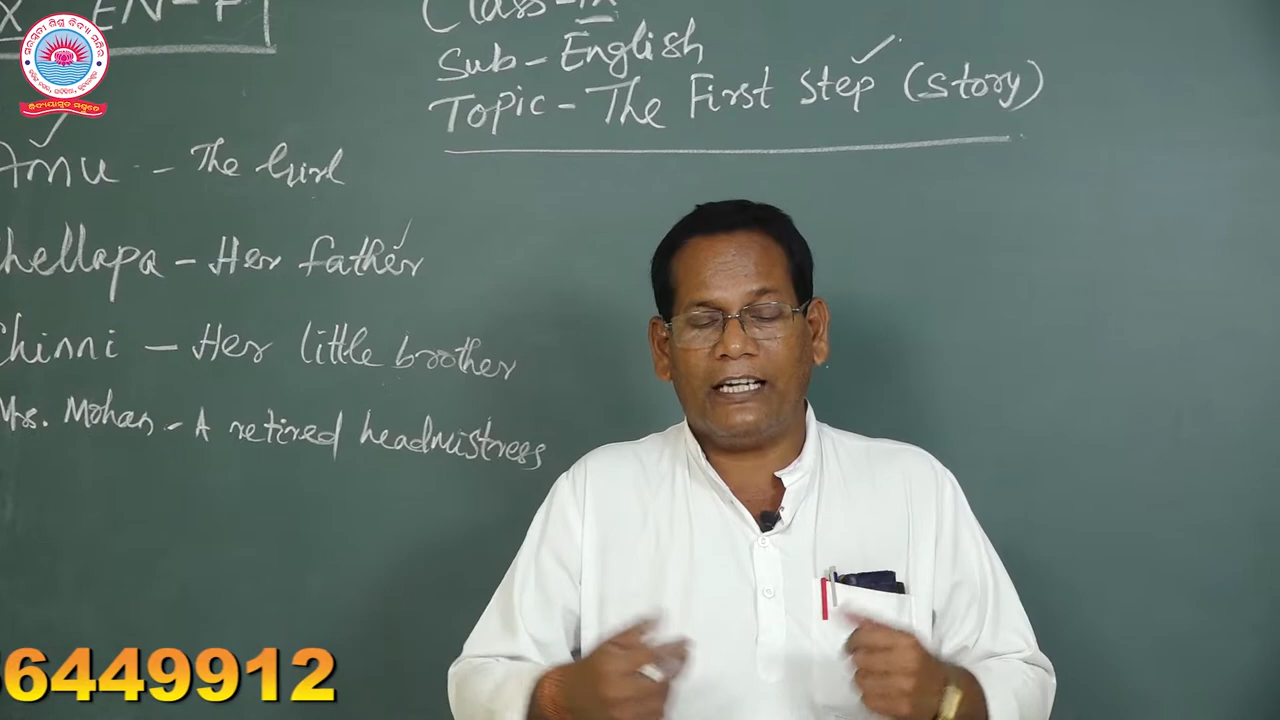 X EN-F
Class-IX
Sub-English
Topic-The First Step (story)
Amu - The Girl
hellapa - Her father
Chinni - Her little brother
Mrs. Mohan - A retired headmistress
6449912